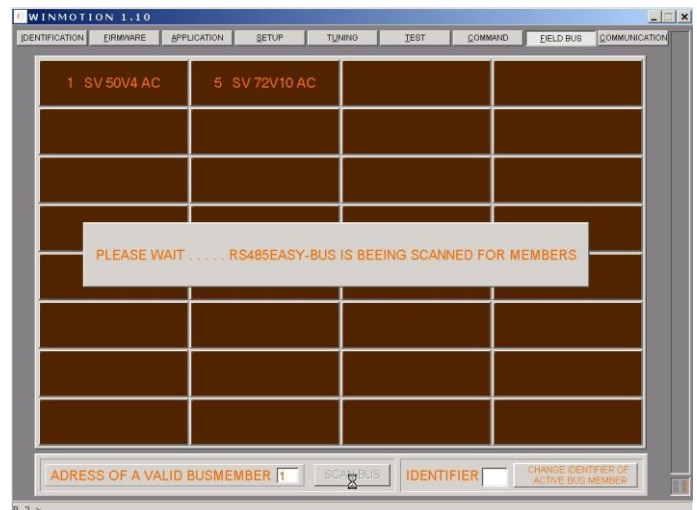 WINMOTION 1.10
IDENTIFICATION FIRMWARE APPLICATION SETUP TUNING TEST COMMAND FIELD BUS COMMUNICATION
1 SV 50V4 AC 5 SV 72V10 AC
PLEASE WAIT . . . . . RS485EASY-BUS IS BEEING SCANNED FOR MEMBERS
ADRESS OF A VALID BUSMEMBER 1 SCAN BUS IDENTIFIER CHANGE IDENTIFIER OF
ACTIVE BUS MEMBER